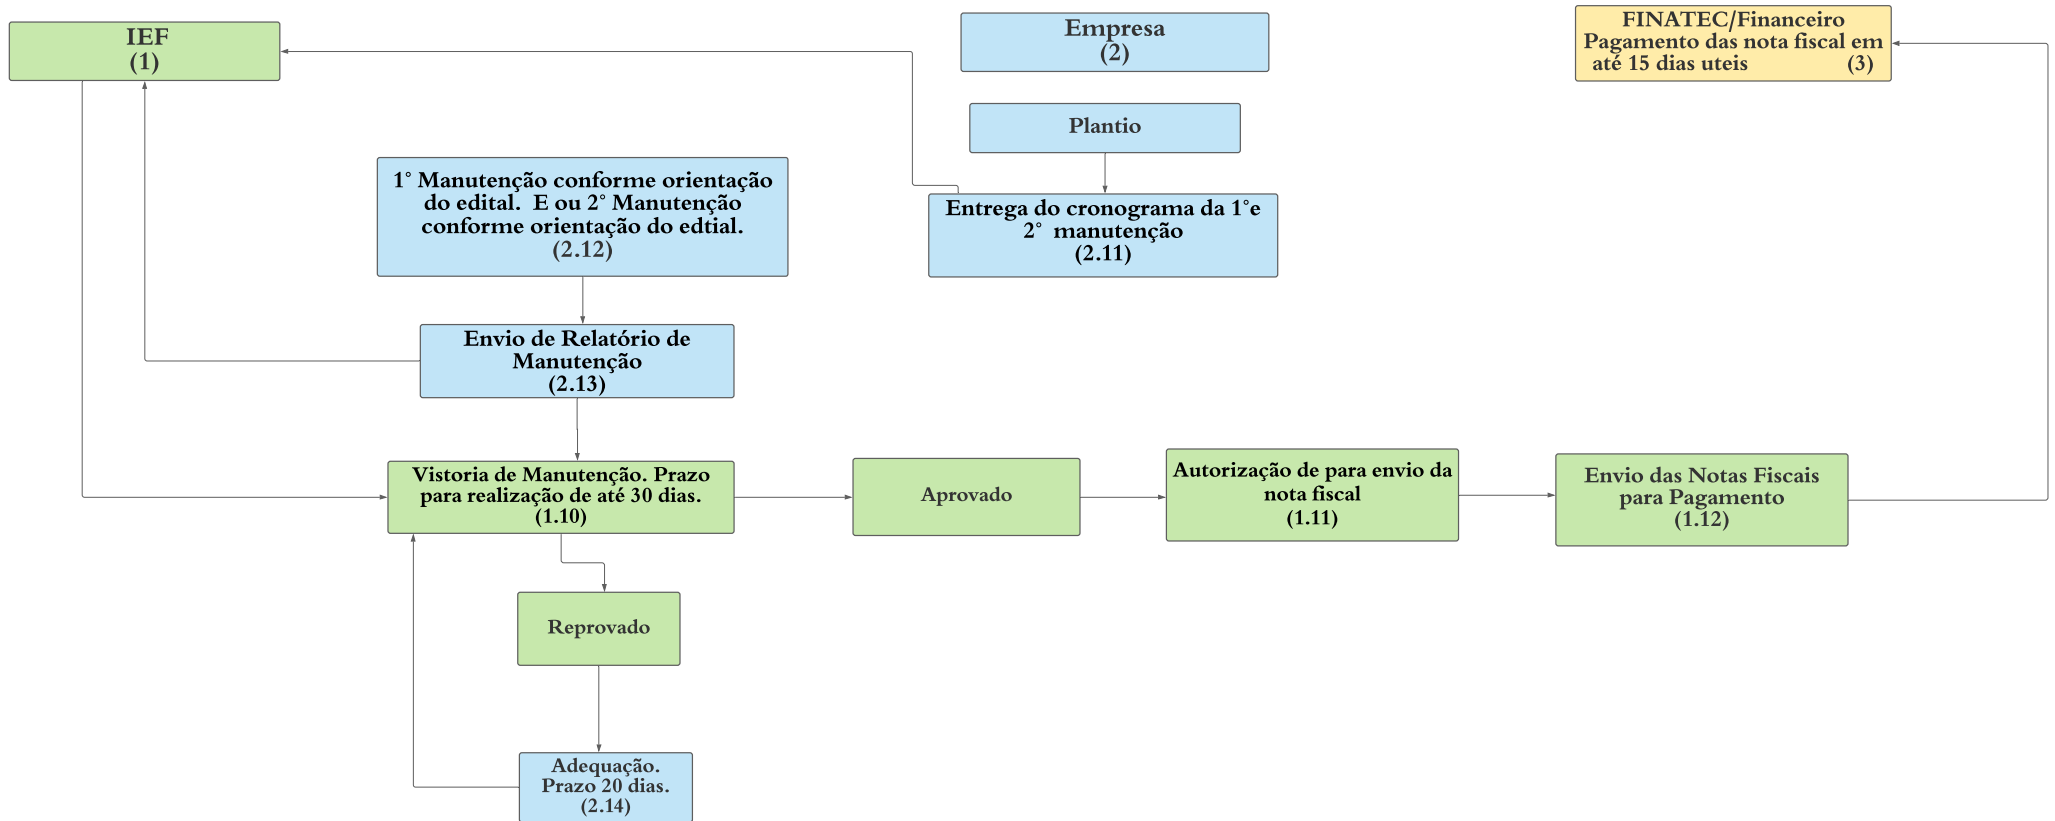 IEF
(1)
Empresa
(2)
FINATEC/Financeiro
Pagamento das nota fiscal em
até 15 dias uteis (3)
Plantio
1° Manutenção conforme orientação
do edital. E ou 2° Manutenção
conforme orientação do edtial.
(2.12)
Entrega do cronograma da 1°e
2° manutenção
(2.11)
Envio de Relatório de
Manutenção
(2.13)
Vistoria de Manutenção. Prazo
para realização de até 30 dias.
(1.10)
Aprovado
Autorização de para envio da
nota fiscal
(1.11)
Envio das Notas Fiscais
para Pagamento
(1.12)
Reprovado
Adequação.
Prazo 20 dias.
(2.14)